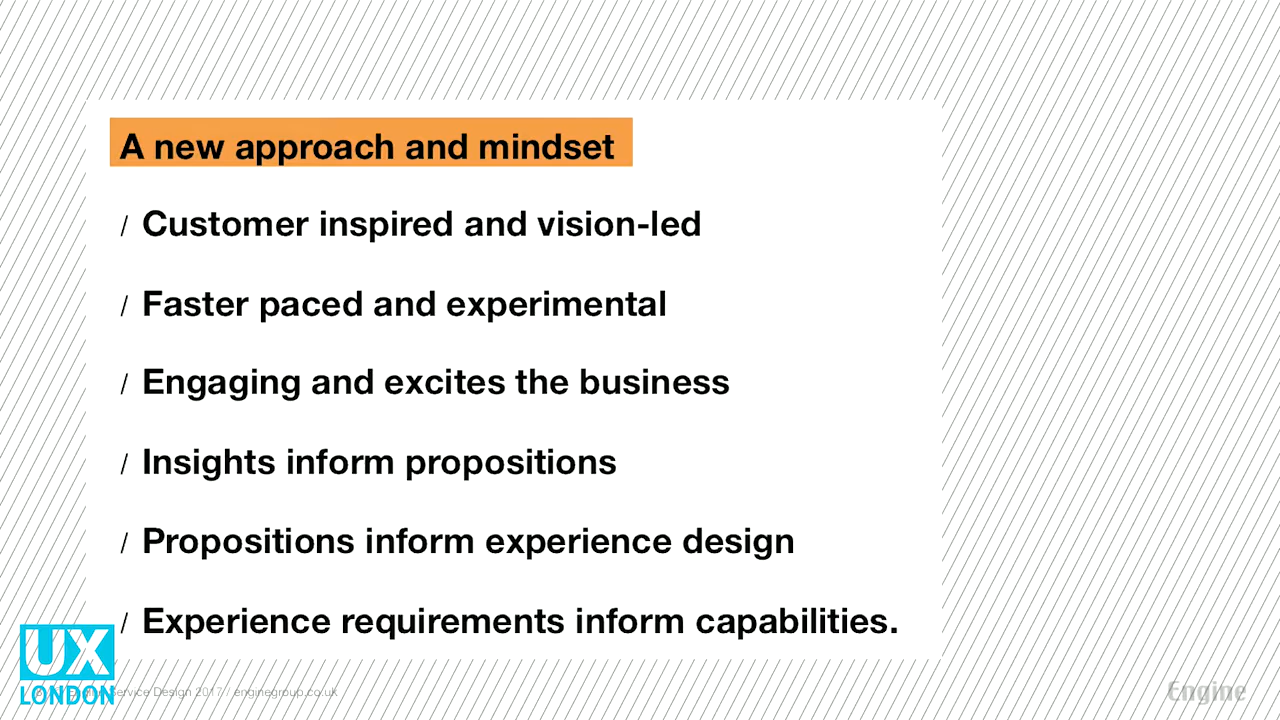 A new approach and mindset
/ Customer inspired and vision-led
/ Faster paced and experimental
/ Engaging and excites the business
/ Insights inform propositions
/ Propositions inform experience design
/ Experience requirements inform capabilities.
UX
LONDON
Service Design 2017 / enginegroup.co.uk
Engine